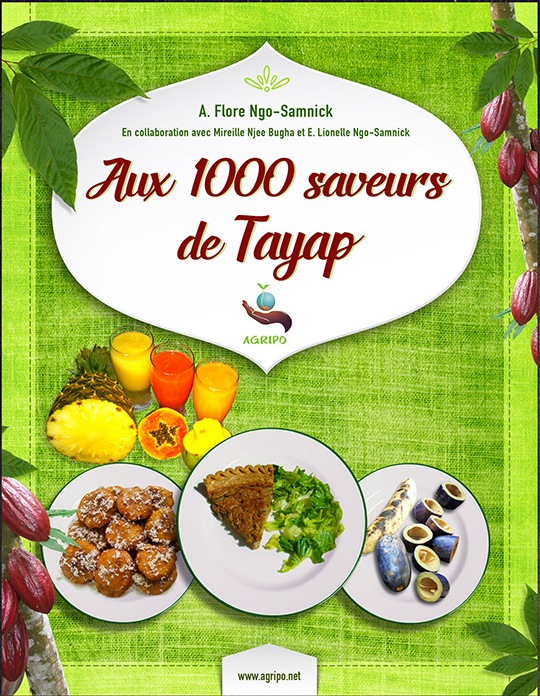 A. Flore Ngo-Samnick
En collaboration avec Mireille Njee Bugha et E. Lionelle Ngo-Samnick
Aux 1000 saveurs
de Tayap
AGRIPO
www.agripo.net